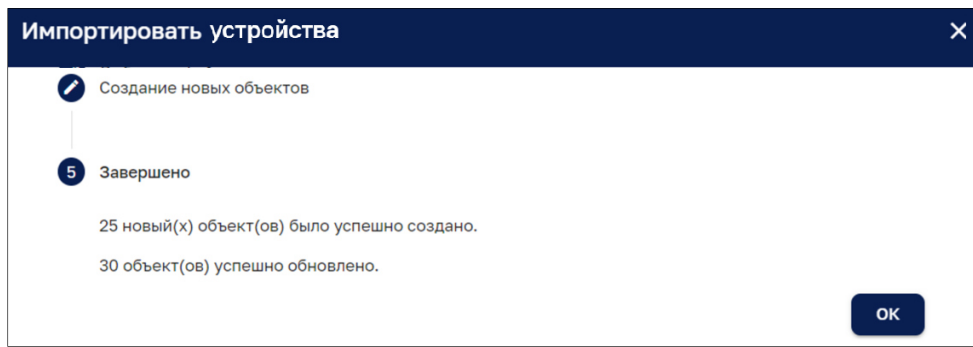 Импортировать устройства
Создание новых объектов
5 Завершено
25 новый(х) объект(ов) было успешно создано.
30 объект(ов) успешно обновлено.
ОК